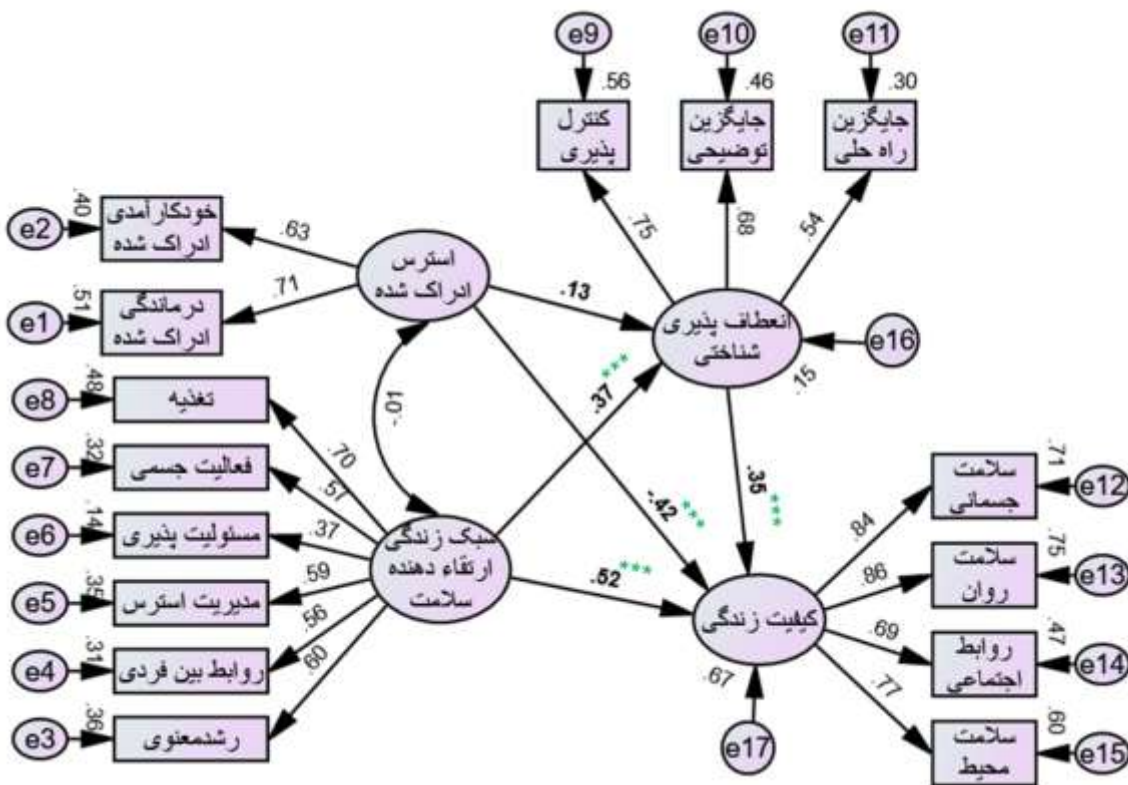 e9
e10
e11
.56
.46
.30
کنترل
پذیری
جایگزین
توضیحی
جایگزین
راه حلی
.75
.68
.54
e2
.40
خودکارآمدی
ادراک شده
.63
e1
.51
درماندگی
ادراک شده
.71
استرس
ادراک شده
.13
انعطاف پذیری
شناختی
e16
.15
-.01
.37 ***
-.42 ***
.35 ***
.52 ***
e8
.48
تغذیه
.70
e7
.32
فعالیت جسمی
.57
e6
.14
مسئولیت پذیری
.37
e5
.35
مدیریت استرس
.59
e4
.31
روابط بین فردی
.56
e3
.36
رشدمعنوی
.60
سبک زندگی
ارتقاء دهنده
سلامت
کیفیت زندگی
.67
e17
.84
سلامت
جسمانی
.71
e12
.86
سلامت
روان
.75
e13
.69
روابط
اجتماعی
.47
e14
.77
سلامت
محیط
.60
e15